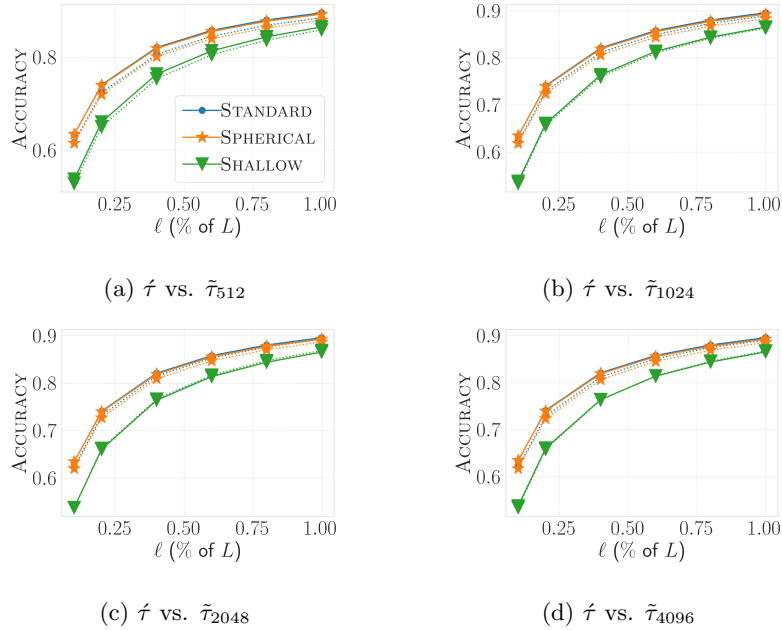 0.8
0.6
ACCURACY
STANDARD
SPHERICAL
SHALLOW
0.25 0.50 0.75 1.00
ℓ (% of L)
(a) τ́ vs. τ̃512
0.9
0.8
0.7
0.6
ACCURACY
0.25 0.50 0.75 1.00
ℓ (% of L)
(b) τ́ vs. τ̃1024
0.9
0.8
0.7
0.6
ACCURACY
0.25 0.50 0.75 1.00
ℓ (% of L)
(c) τ́ vs. τ̃2048
0.9
0.8
0.7
0.6
ACCURACY
0.25 0.50 0.75 1.00
ℓ (% of L)
(d) τ́ vs. τ̃4096